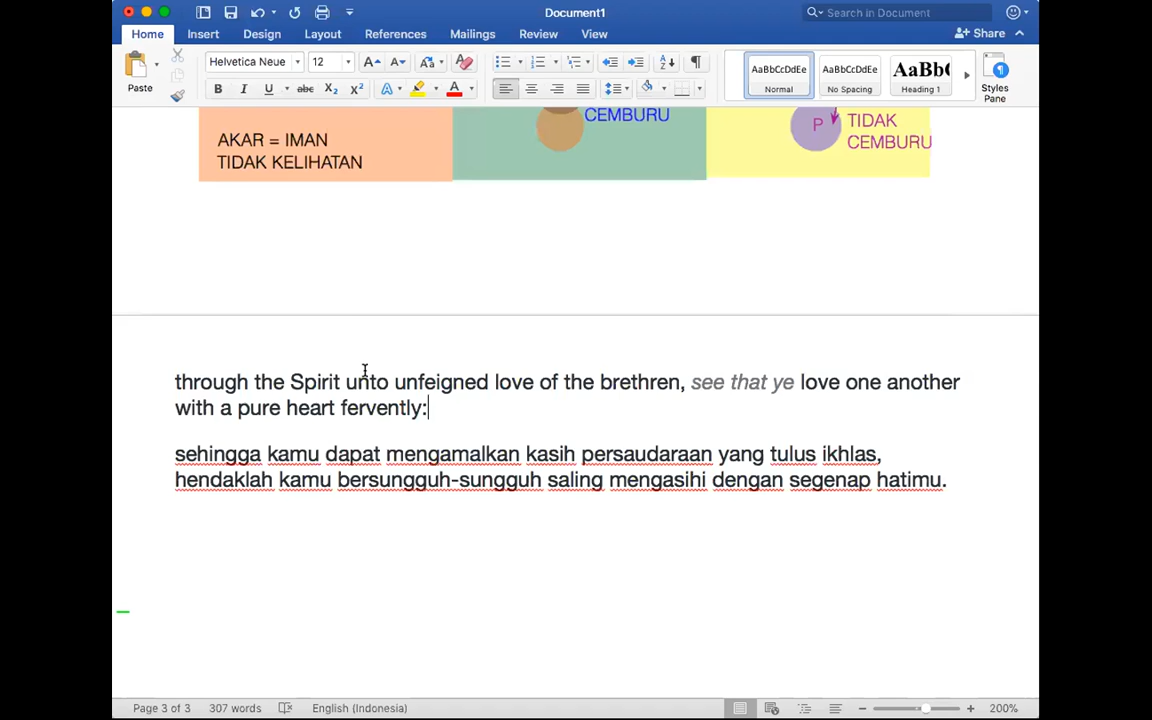 Document1
Search in Document
Home Insert Design Layout References Mailings Review View
Share
Paste
Helvetica Neue 12
AaBbCcDdEe AaBbCcDdEe AaBb(
Normal No Spacing Heading 1
Styles
Pane
AKAR = IMAN
TIDAK KELIHATAN
CEMBURU
P
TIDAK
CEMBURU
through the Spirit unto unfeigned love of the brethren, see that ye love one another
with a pure heart fervently:
sehingga kamu dapat mengamalkan kasih persaudaraan yang tulus ikhlas,
hendaklah kamu bersungguh-sungguh saling mengasihi dengan segenap hatimu.
Page 3 of 3 307 words English (Indonesia) 200%